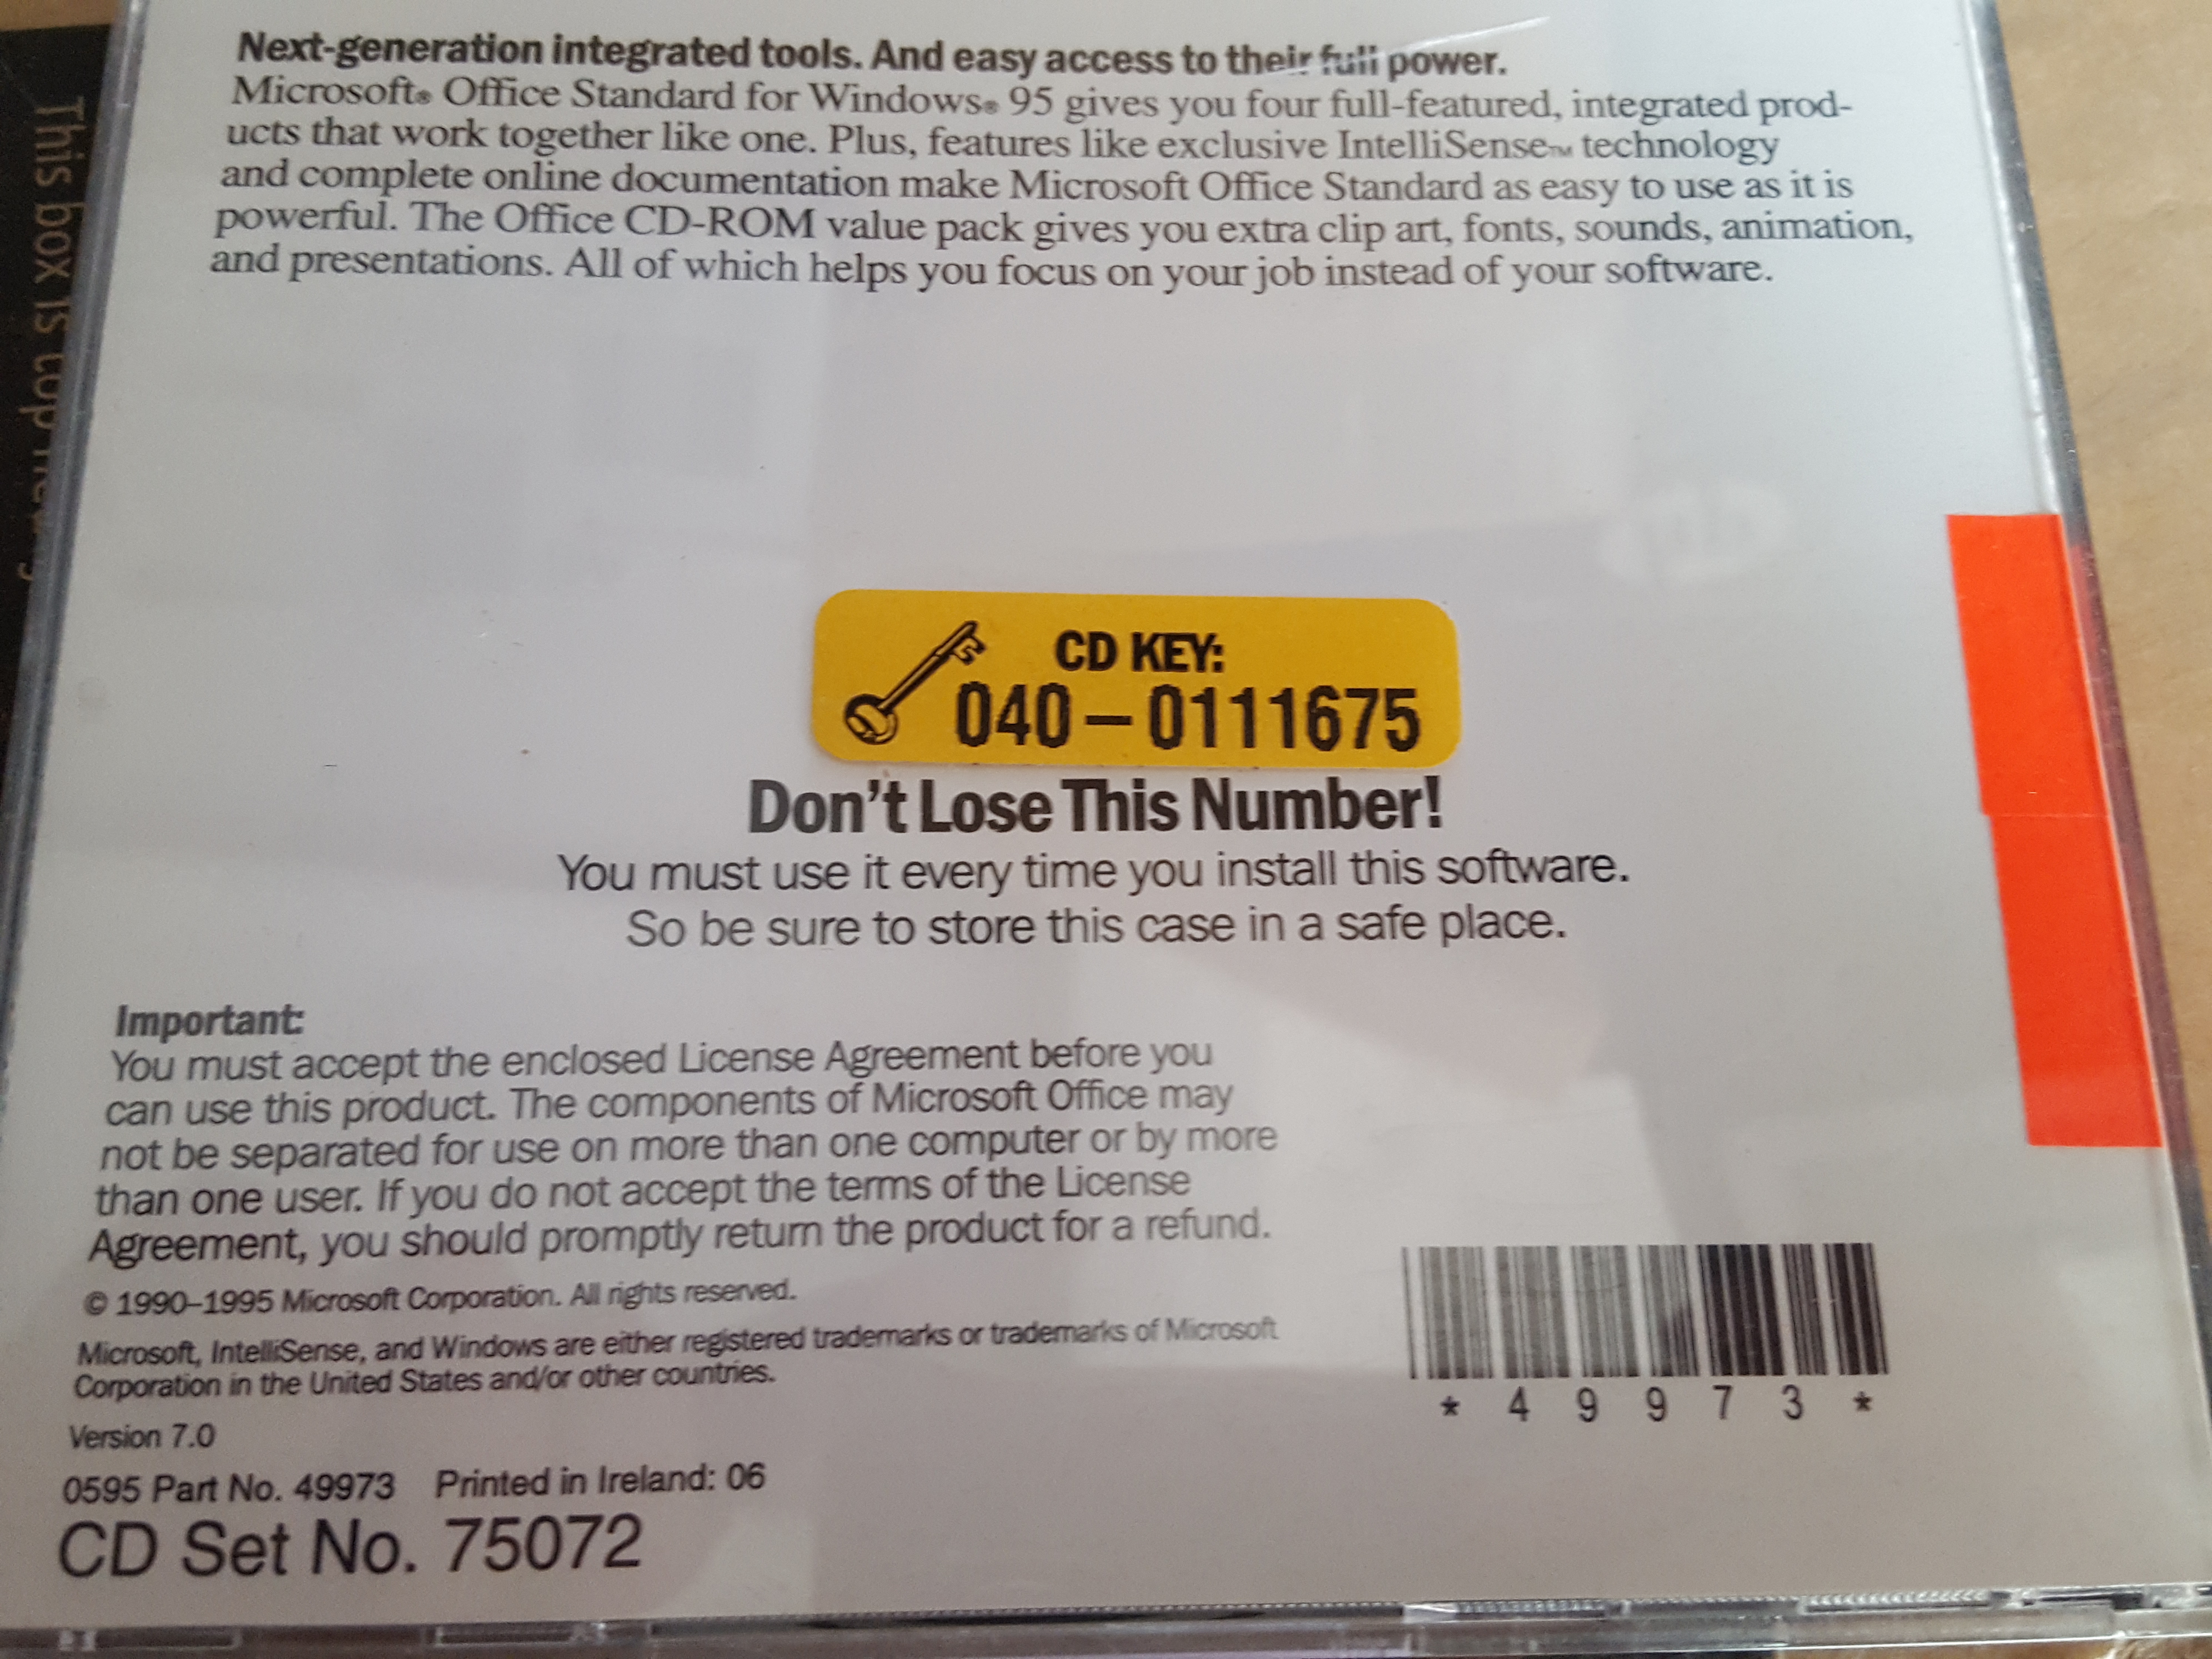 Next-generation integrated tools. And easy access to their full power.
Microsoft® Office Standard for Windows® 95 gives you four full-featured, integrated prod-
ucts that work together like one. Plus, features like exclusive IntelliSense™ technology
and complete online documentation make Microsoft Office Standard as easy to use as it is
powerful. The Office CD-ROM value pack gives you extra clip art, fonts, sounds, animation,
and presentations. All of which helps you focus on your job instead of your software.
This box is top
CD KEY:
040-0111675
Don't Lose This Number!
You must use it every time you install this software.
So be sure to store this case in a safe place.
Important:
You must accept the enclosed License Agreement before you
can use this product. The components of Microsoft Office may
not be separated for use on more than one computer or by more
than one user. If you do not accept the terms of the License
Agreement, you should promptly return the product for a refund.
© 1990–1995 Microsoft Corporation. All rights reserved.
Microsoft, IntelliSense, and Windows are either registered trademarks or trademarks of Microsoft
Corporation in the United States and/or other countries.
Version 7.0
0595 Part No. 49973 Printed in Ireland: 06
CD Set No. 75072
* 4 9 9 7 3 *